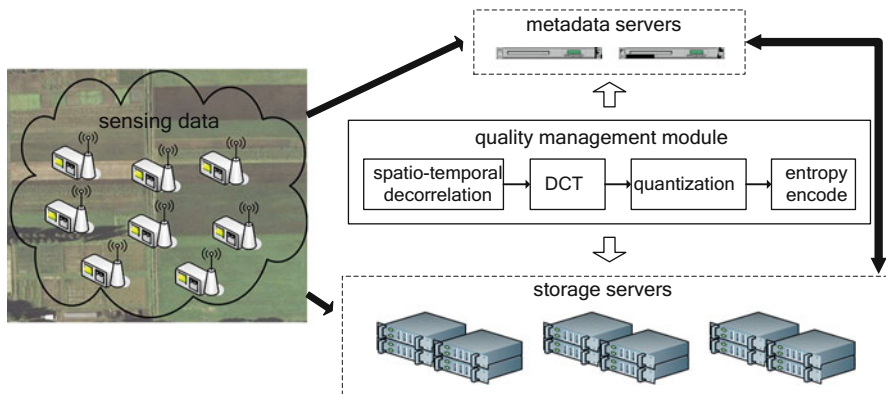 metadata servers
sensing data
quality management module
spatio-temporal
decorrelation
DCT
quantization
entropy
encode
storage servers